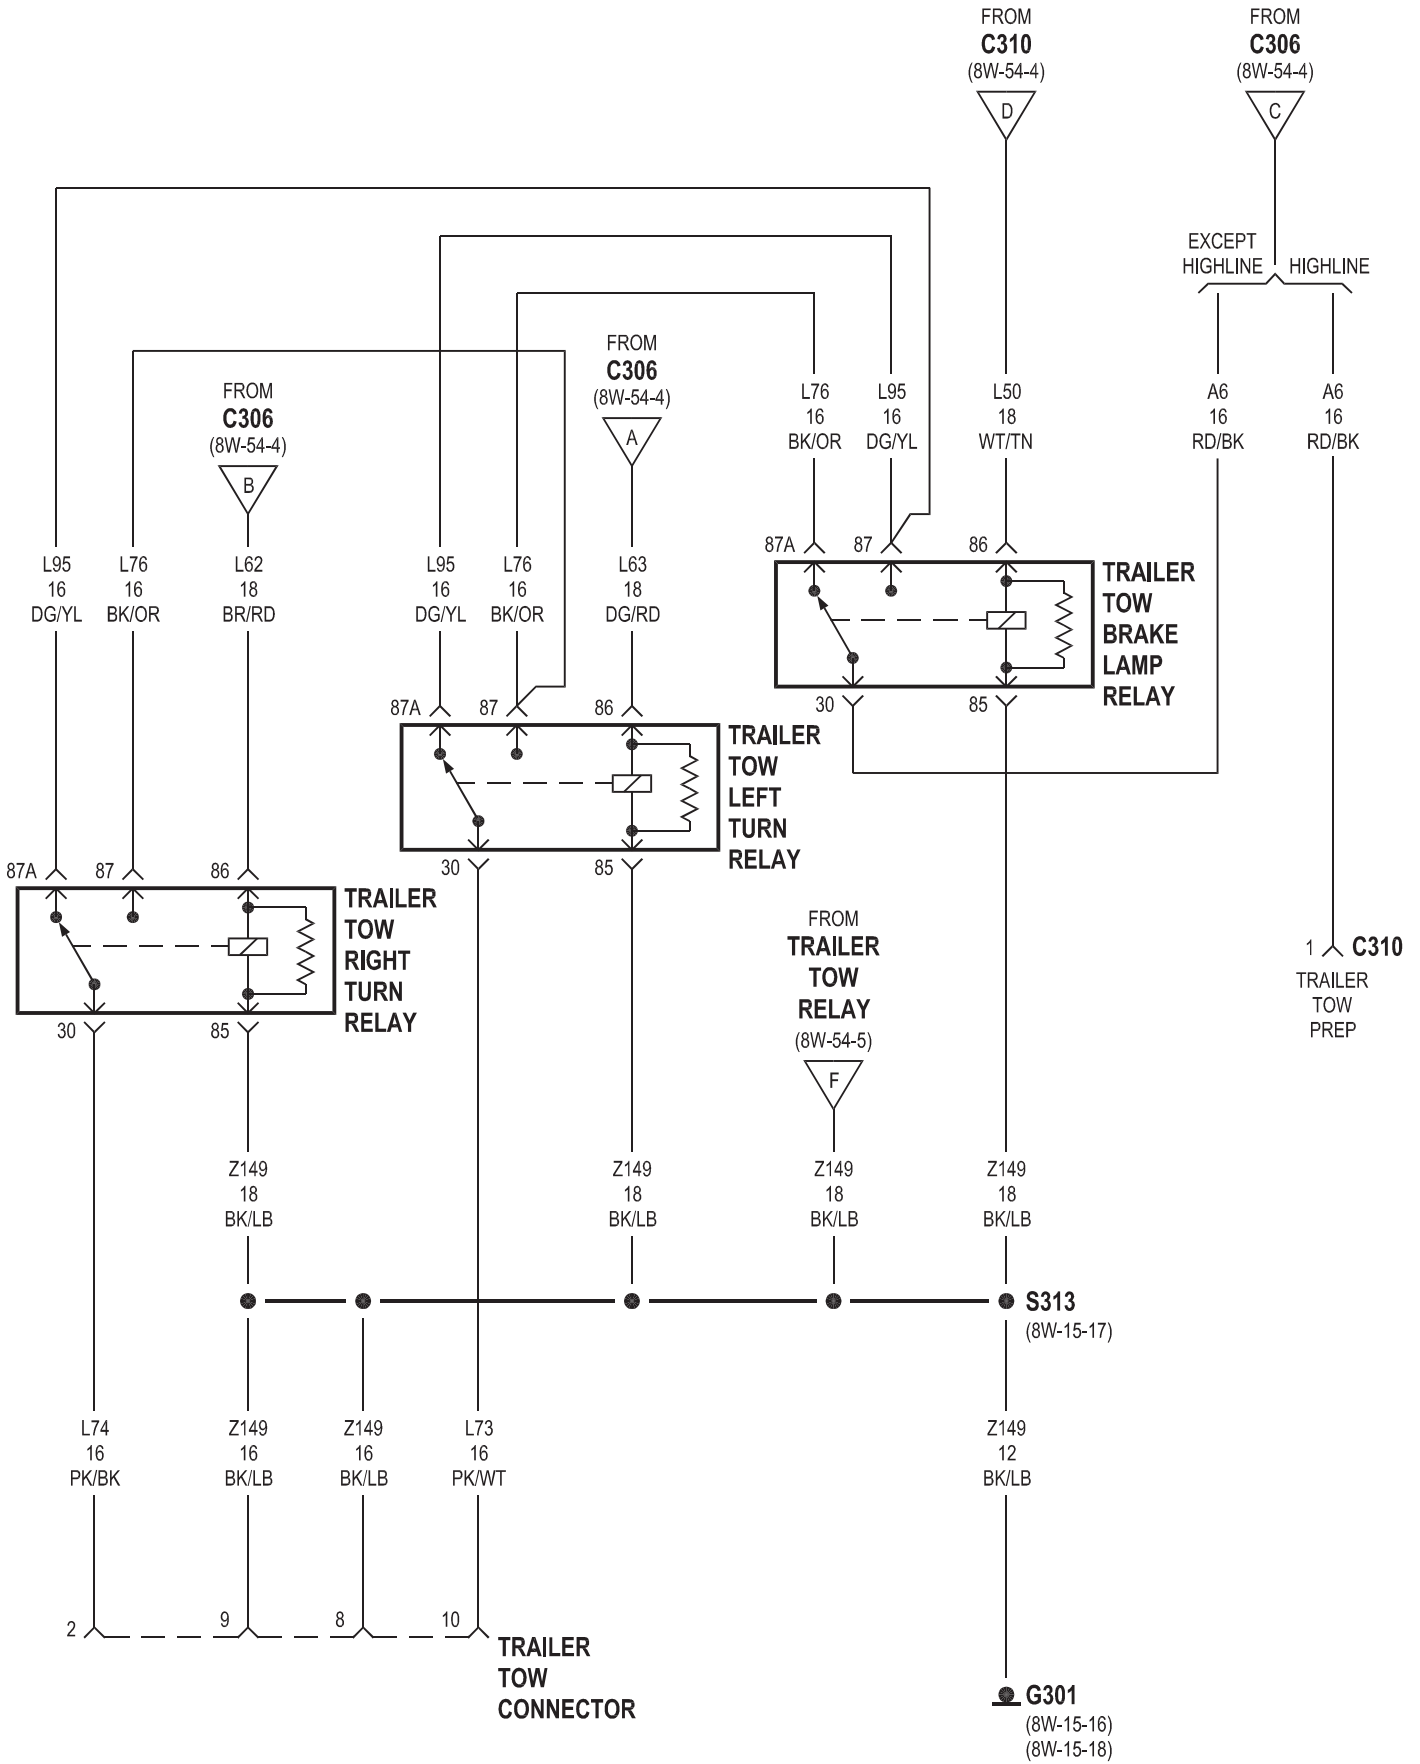 FROM
C310
(8W-54-4)
D
FROM
C306
(8W-54-4)
C
EXCEPT
HIGHLINE
HIGHLINE
FROM
C306
(8W-54-4)
A
FROM
C306
(8W-54-4)
B
L76
16
BK/OR
L95
16
DG/YL
L50
18
WT/TN
A6
16
RD/BK
A6
16
RD/BK
L95
16
DG/YL
L76
16
BK/OR
L62
18
BR/RD
L95
16
DG/YL
L76
16
BK/OR
L63
18
DG/RD
87A
87
86
TRAILER
TOW
BRAKE
LAMP
RELAY
30
85
87A
87
86
TRAILER
TOW
LEFT
TURN
RELAY
30
85
87A
87
86
TRAILER
TOW
RIGHT
TURN
RELAY
30
85
FROM
TRAILER
TOW
RELAY
(8W-54-5)
F
1
C310
TRAILER
TOW
PREP
Z149
18
BK/LB
Z149
18
BK/LB
Z149
18
BK/LB
Z149
18
BK/LB
S313
(8W-15-17)
L74
16
PK/BK
Z149
16
BK/LB
Z149
16
BK/LB
L73
16
PK/WT
Z149
12
BK/LB
2
9
8
10
TRAILER
TOW
CONNECTOR
G301
(8W-15-16)
(8W-15-18)